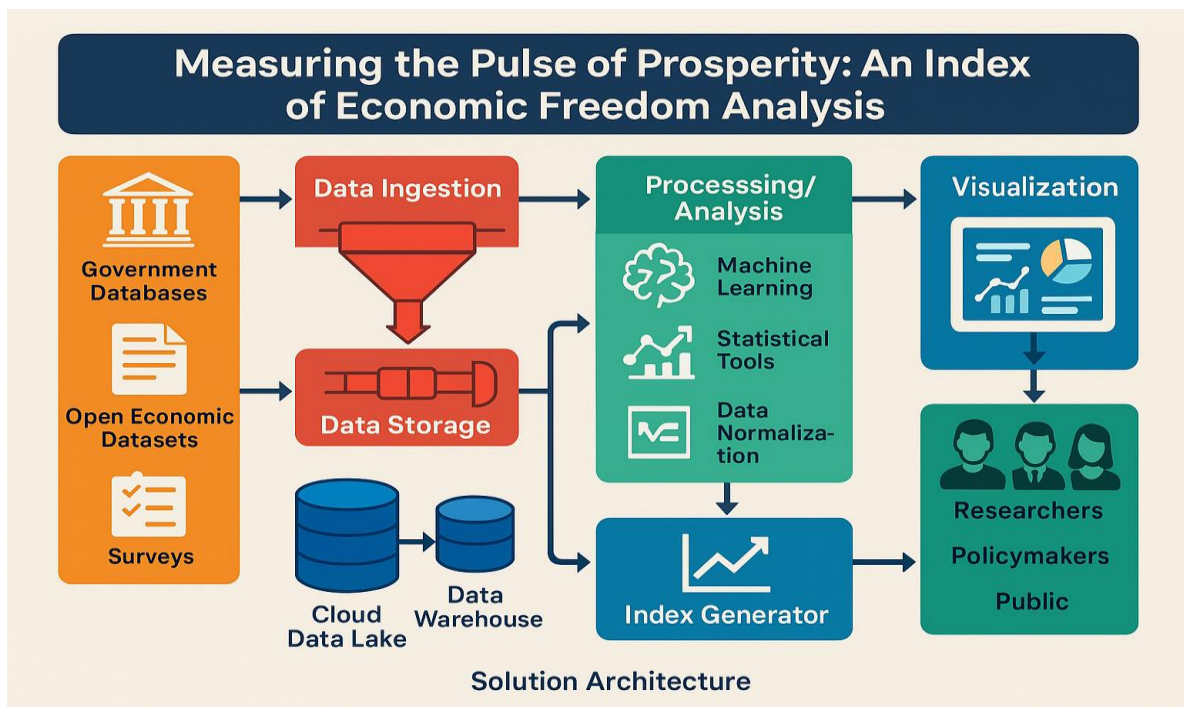 Measuring the Pulse of Prosperity: An Index
of Economic Freedom Analysis
Government
Databases
Open Economic
Datasets
Surveys
Data Ingestion
Data Storage
Cloud
Data Lake
Data
Warehouse
Processsing/
Analysis
Machine
Learning
Statistical
Tools
Data
Normaliza-
tion
Index Generator
Visualization
Researchers
Policymakers
Public
Solution Architecture